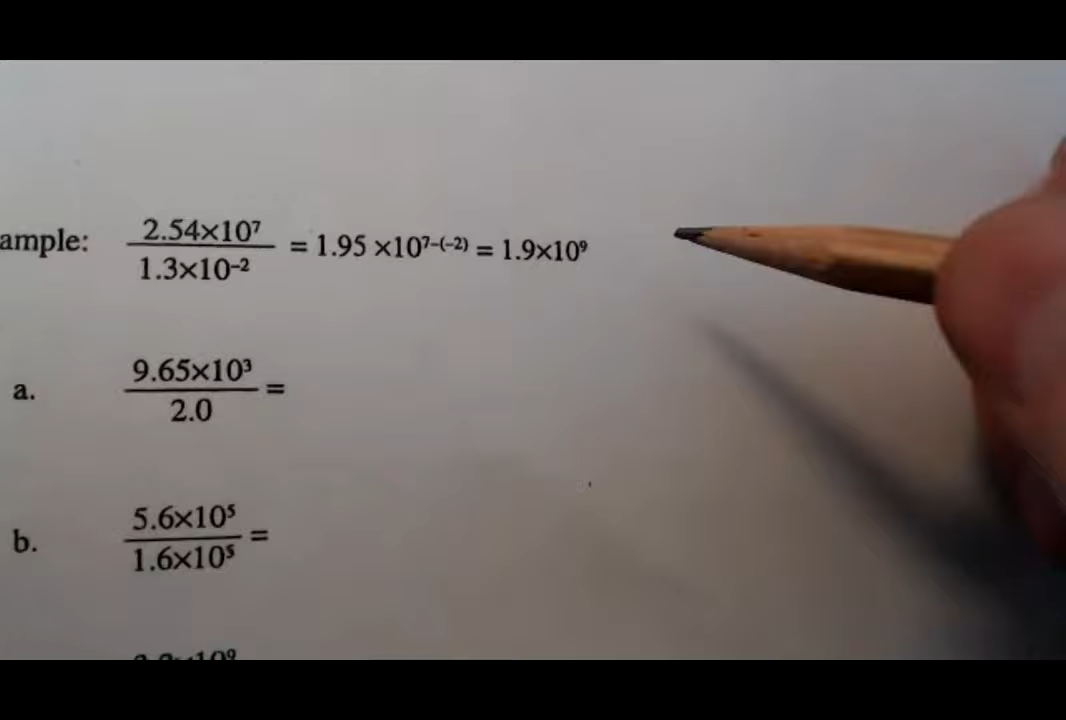 ample: 2.54×10⁷ / 1.3×10⁻² = 1.95 ×10⁷⁻⁽⁻²⁾ = 1.9×10⁹
a. 9.65×10³ / 2.0 =
b. 5.6×10⁵ / 1.6×10⁵ =